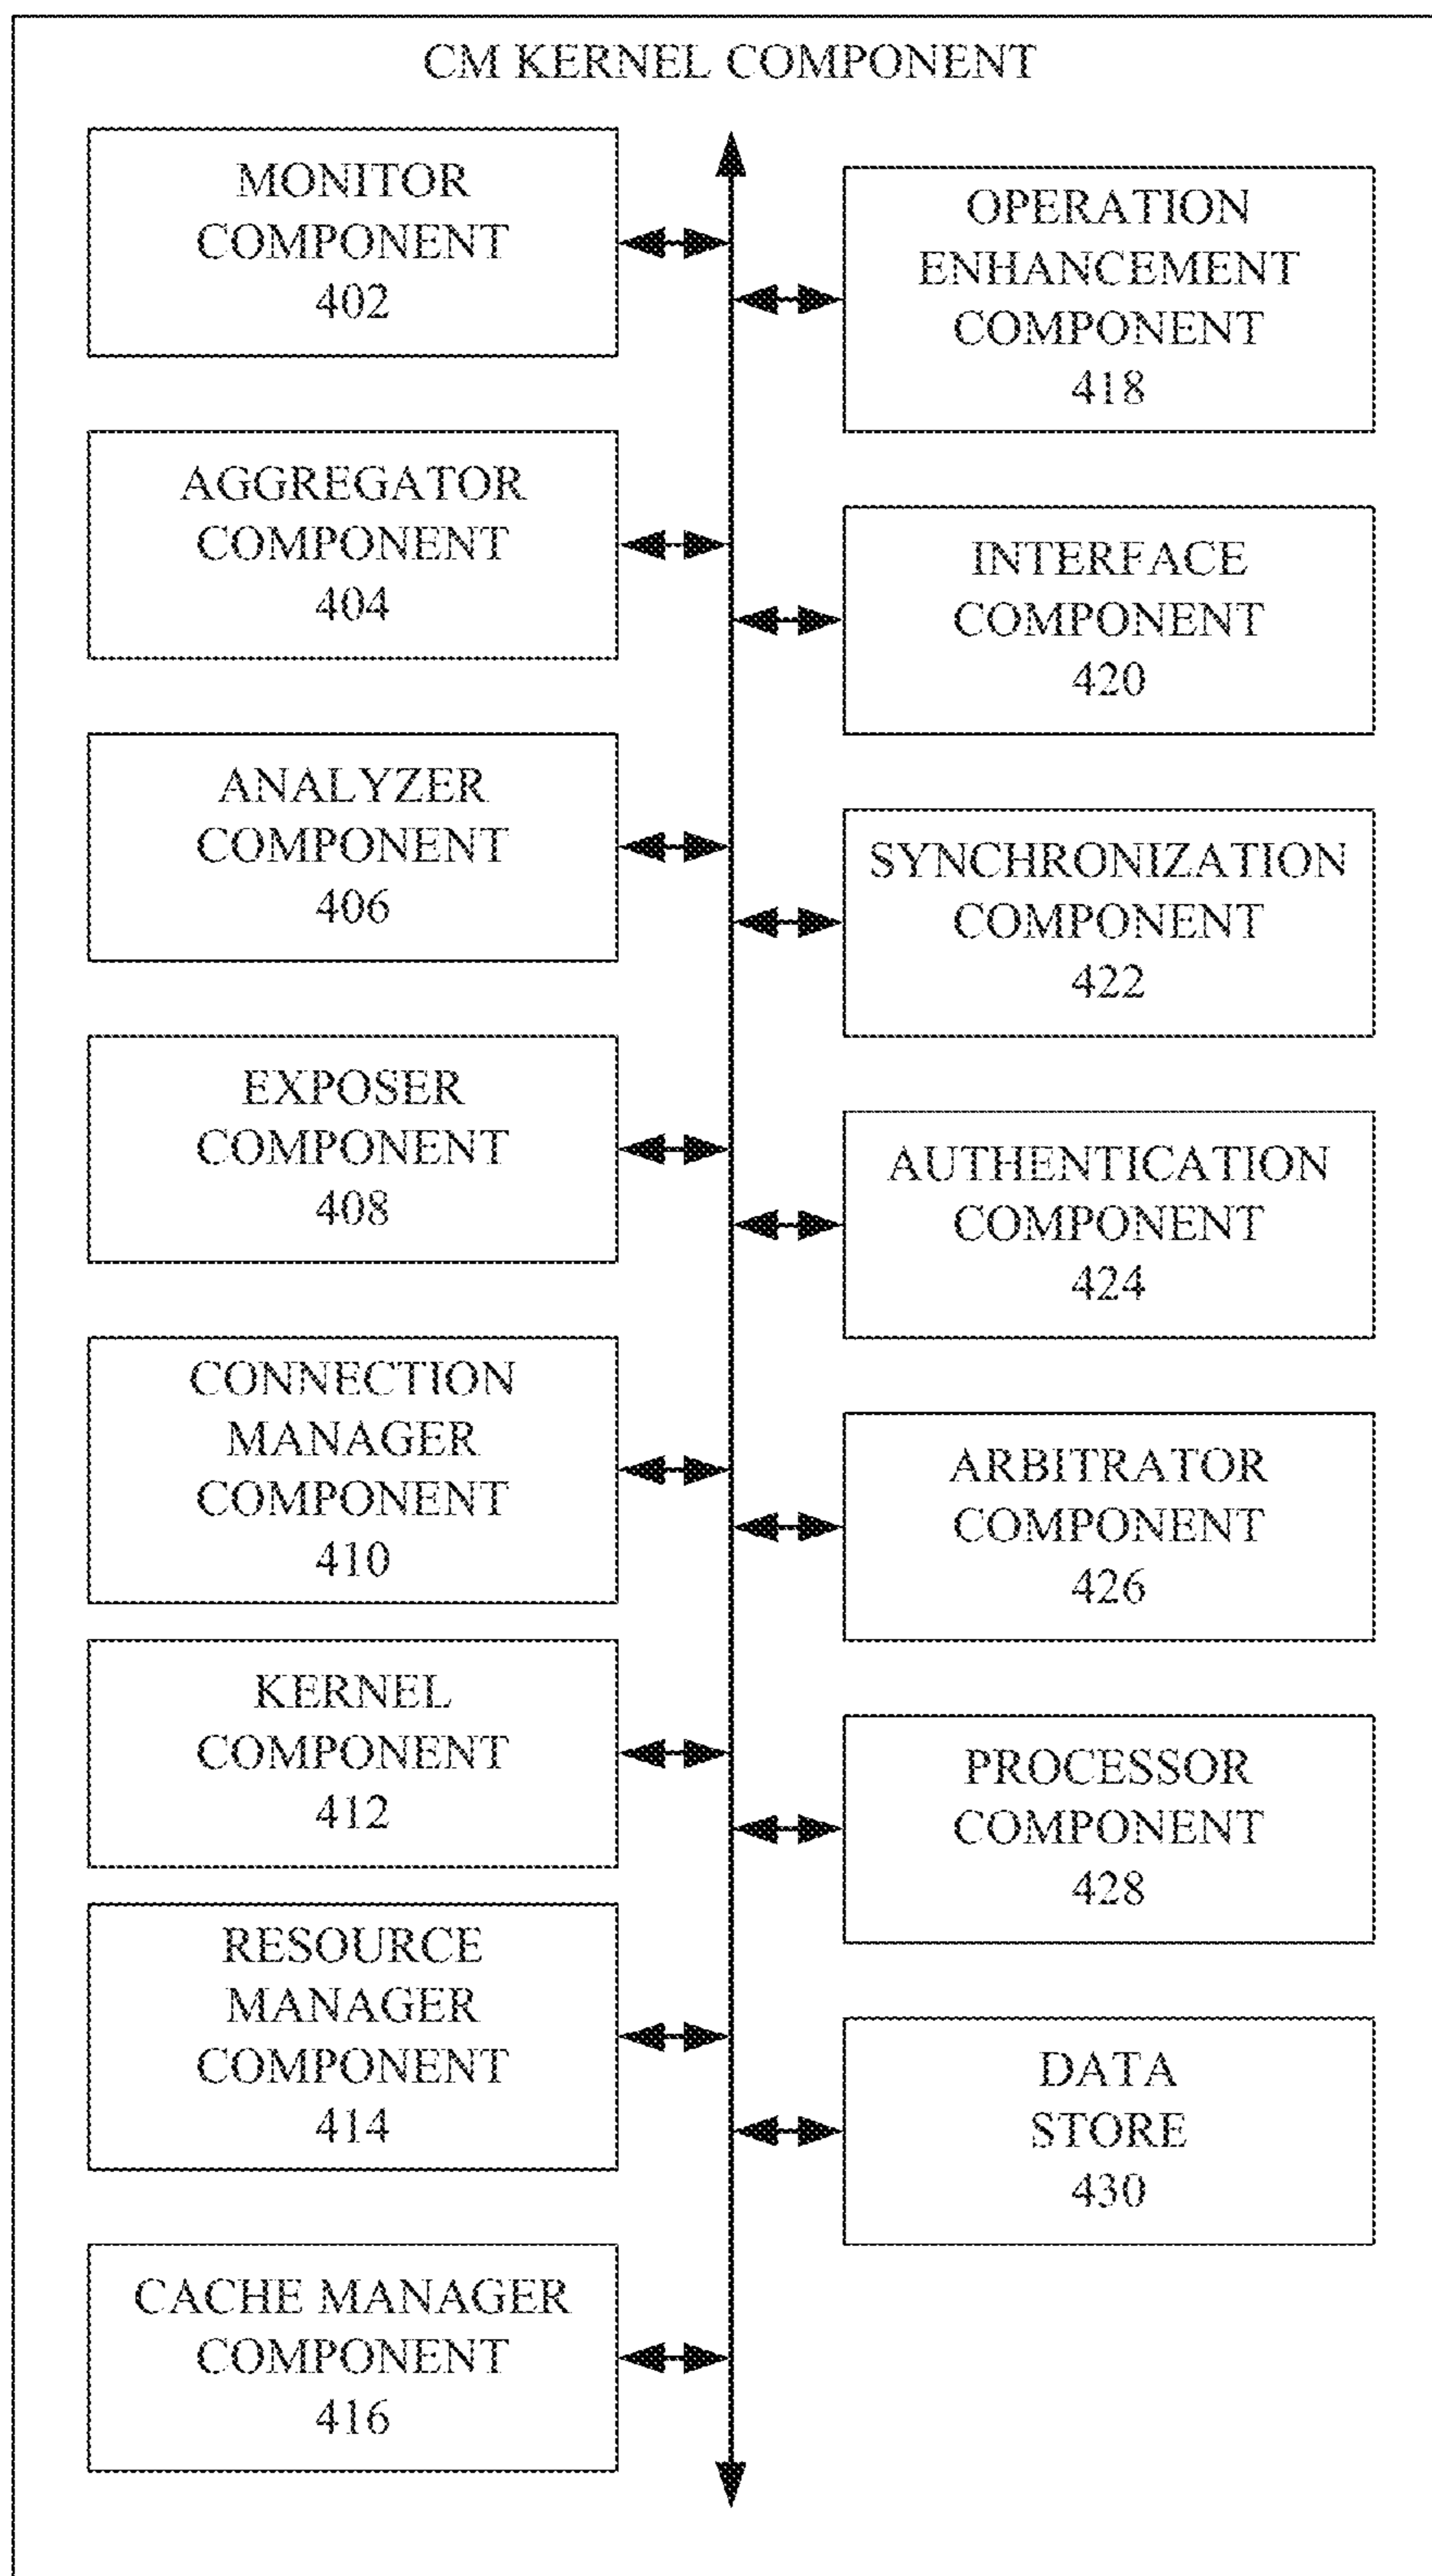 CM KERNEL COMPONENT
MONITOR
COMPONENT
402
AGGREGATOR
COMPONENT
404
ANALYZER
COMPONENT
406
EXPOSER
COMPONENT
408
CONNECTION
MANAGER
COMPONENT
410
KERNEL
COMPONENT
412
RESOURCE
MANAGER
COMPONENT
414
CACHE MANAGER
COMPONENT
416
OPERATION
ENHANCEMENT
COMPONENT
418
INTERFACE
COMPONENT
420
SYNCHRONIZATION
COMPONENT
422
AUTHENTICATION
COMPONENT
424
ARBITRATOR
COMPONENT
426
PROCESSOR
COMPONENT
428
DATA
STORE
430